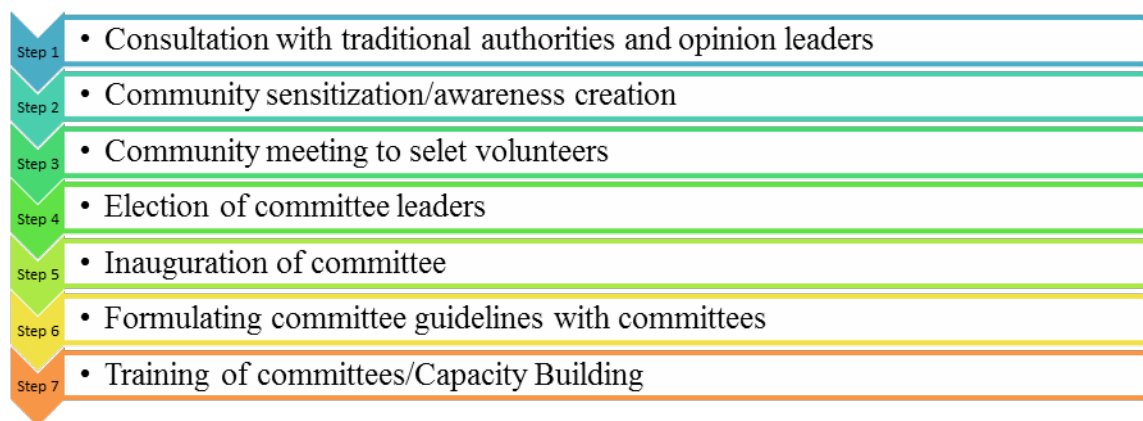 Step 1 • Consultation with traditional authorities and opinion leaders
Step 2 • Community sensitization/awareness creation
Step 3 • Community meeting to selet volunteers
Step 4 • Election of committee leaders
Step 5 • Inauguration of committee
Step 6 • Formulating committee guidelines with committees
Step 7 • Training of committees/Capacity Building